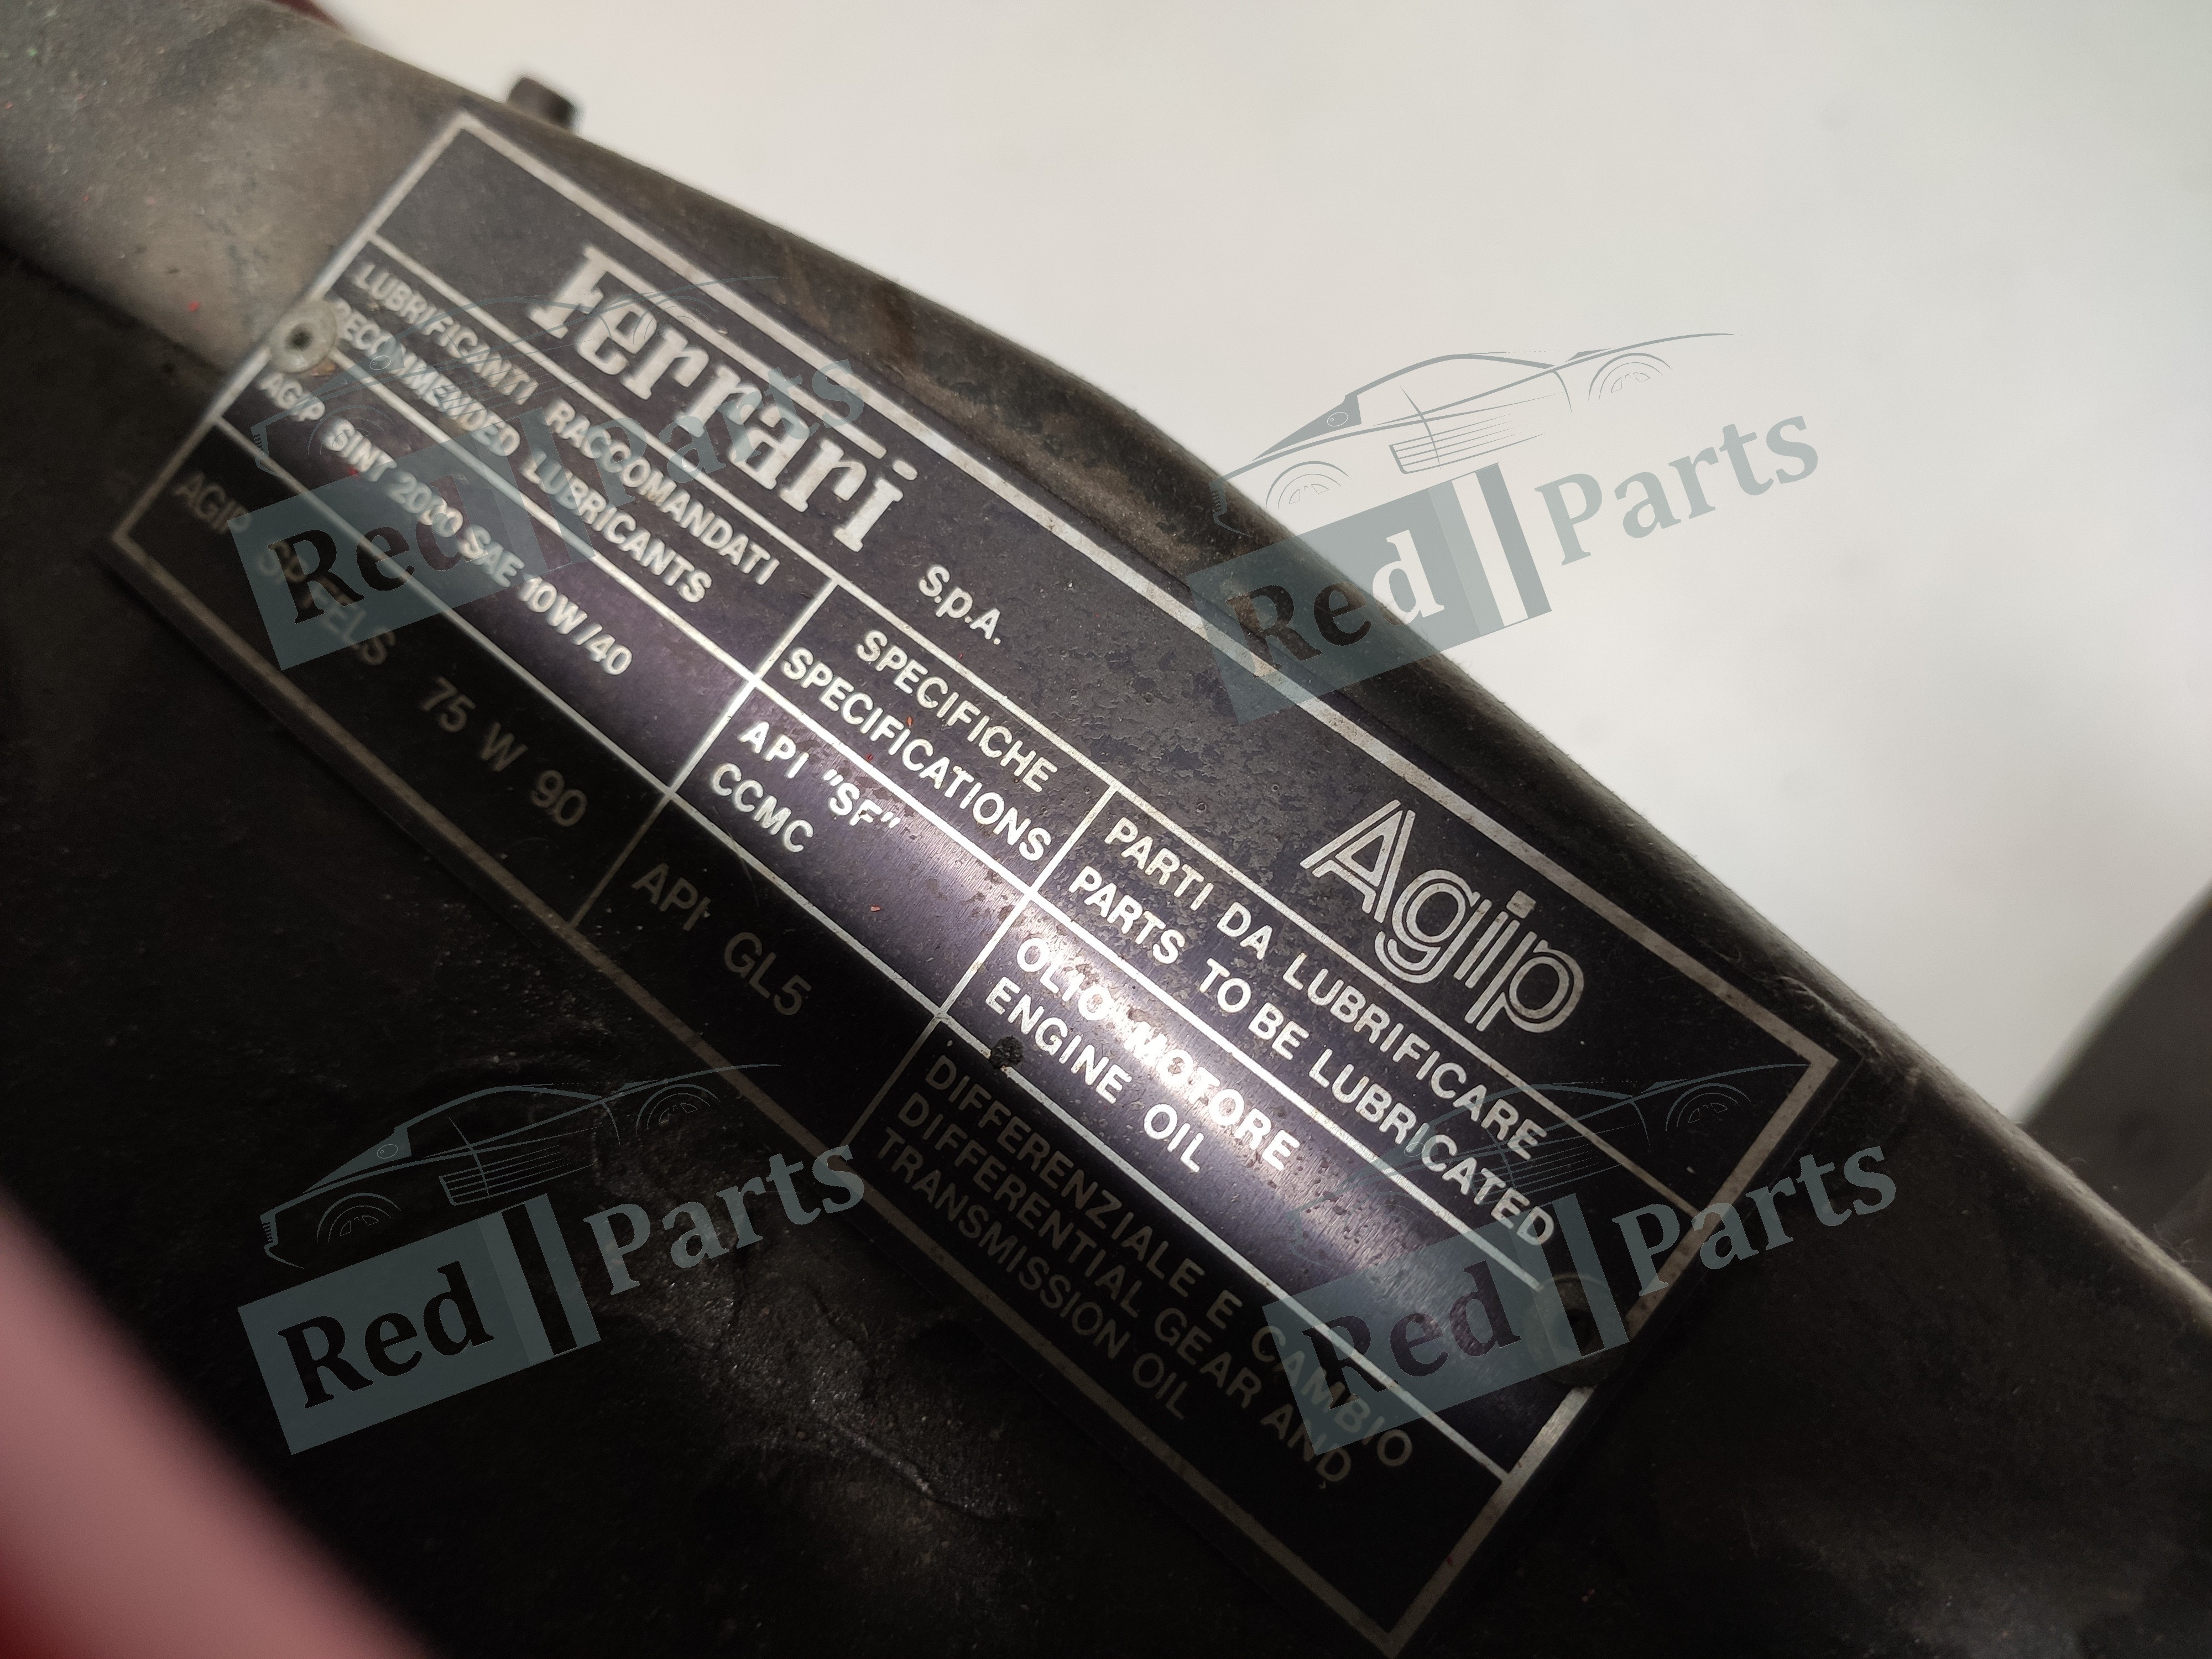 Ferrari S.p.A. Agip
LUBRIFICANTI RACCOMANDATI
RECOMMENDED LUBRICANTS
SPECIFICHE
SPECIFICATIONS
PARTI DA LUBRIFICARE
PARTS TO BE LUBRICATED
AGIP SINT 2000 SAE 10W/40
API "SF"
CCMC
OLIO MOTORE
ENGINE OIL
AGIP SPEELS 75 W 90
API GL5
DIFFERENZIALE E CAMBIO
DIFFERENTIAL GEAR AND
TRANSMISSION OIL
Red Parts
Red Parts
Red Parts
Red Parts